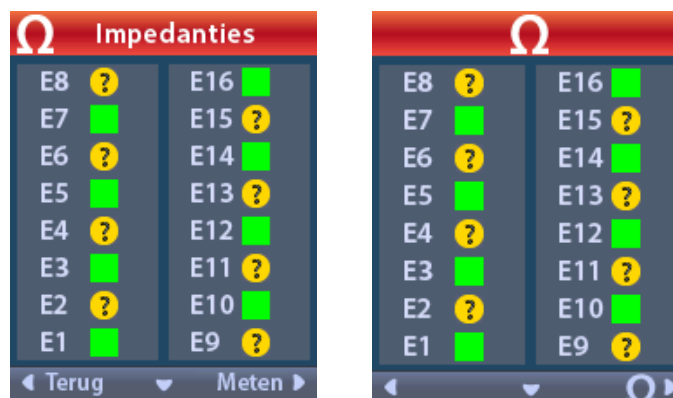 Ω Impedanties
E8 ? E16
E7 E15 ?
E6 ? E14
E5 E13 ?
E4 ? E12
E3 E11 ?
E2 ? E10
E1 E9 ?
Terug Meten
Ω
E8 ? E16
E7 E15 ?
E6 ? E14
E5 E13 ?
E4 ? E12
E3 E11 ?
E2 ? E10
E1 E9 ?
Ω